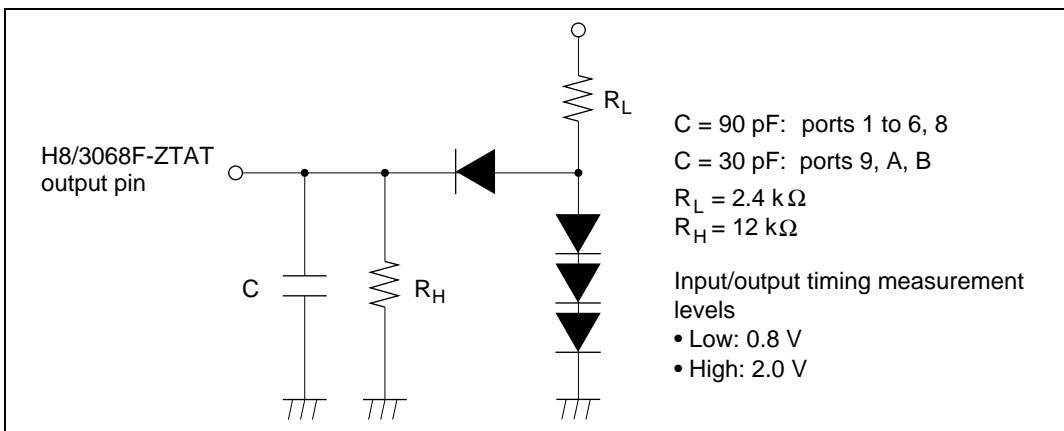 R_L
H8/3068F-ZTAT
output pin
C
R_H
C = 90 pF: ports 1 to 6, 8
C = 30 pF: ports 9, A, B
R_L = 2.4 kΩ
R_H = 12 kΩ
Input/output timing measurement
levels
• Low: 0.8 V
• High: 2.0 V